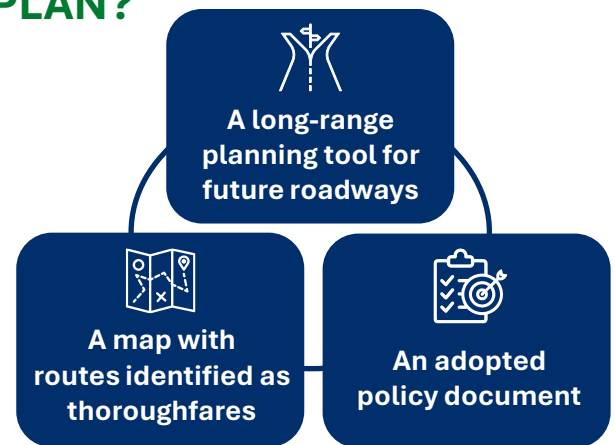 PLAN?
A long-range
planning tool for
future roadways
A map with
routes identified as
thoroughfares
An adopted
policy document